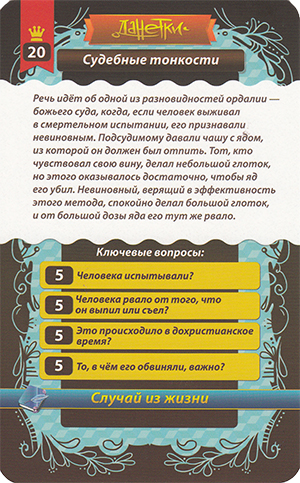 ДАНЕТКИ
20
Судебные тонкости
Речь идёт об одной из разновидностей ордалии —
божьего суда, когда, если человек выживал
в смертельном испытании, его признавали
невиновным. Подсудимому давали чашу с ядом,
из которой он должен был отпить. Тот, кто
чувствовал свою вину, делал небольшой глоток,
но этого оказывалось достаточно, чтобы яд
его убил. Невиновный, верящий в эффективность
этого метода, спокойно делал большой глоток,
и от большой дозы яда его тут же рвало.
Ключевые вопросы:
5 Человека испытывали?
5 Человека рвало от того, что
он выпил или съел?
5 Это происходило в дохристианское
время?
5 То, в чём его обвиняли, важно?
Случай из жизни